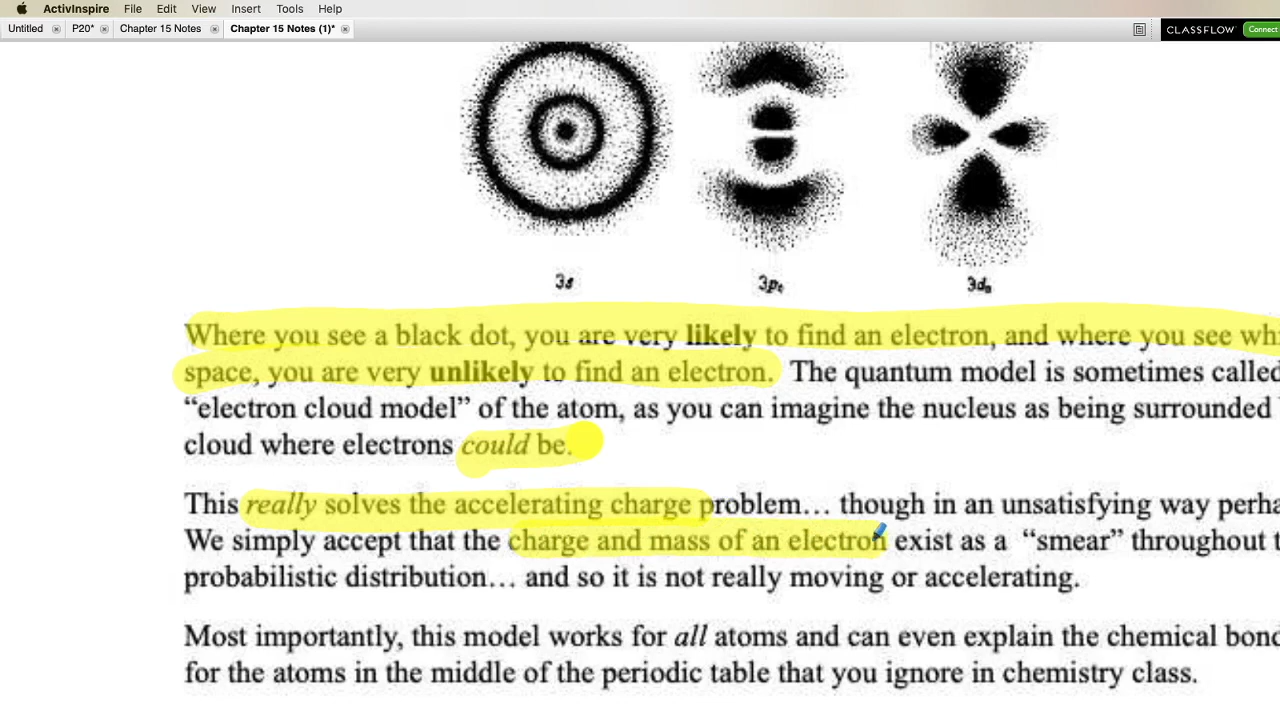 ActivInspire File Edit View Insert Tools Help
Untitled P20* Chapter 15 Notes Chapter 15 Notes (1)*
CLASSFLOW Connect
3s
Where you see a black dot, you are very likely to find an electron, and where you see
space, you are very unlikely to find an electron. The quantum model is sometimes called
“electron cloud model” of the atom, as you can imagine the nucleus as being surrounded
cloud where electrons could be.
This really solves the accelerating charge problem… though in an unsatisfying way
We simply accept that the charge and mass of an electron exist as a “smear” throughout
probabilistic distribution… and so it is not really moving or accelerating.
Most importantly, this model works for all atoms and can even explain the chemical
for the atoms in the middle of the periodic table that you ignore in chemistry class.